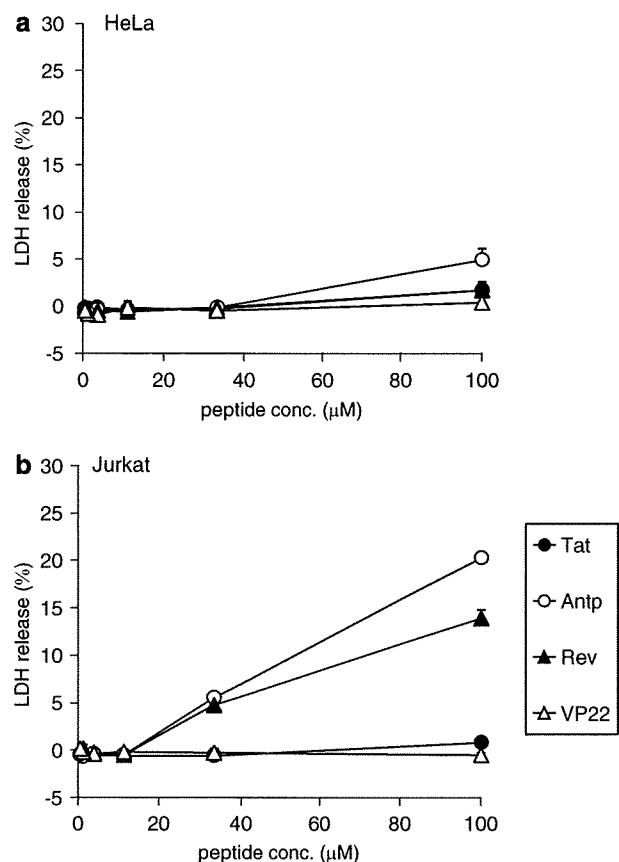 a HeLa
30
25
20
15
10
5
0
-5
LDH release (%)
0 20 40 60 80 100
peptide conc. (μM)
b Jurkat
30
25
20
15
10
5
0
-5
LDH release (%)
0 20 40 60 80 100
peptide conc. (μM)
Tat
Antp
Rev
VP22